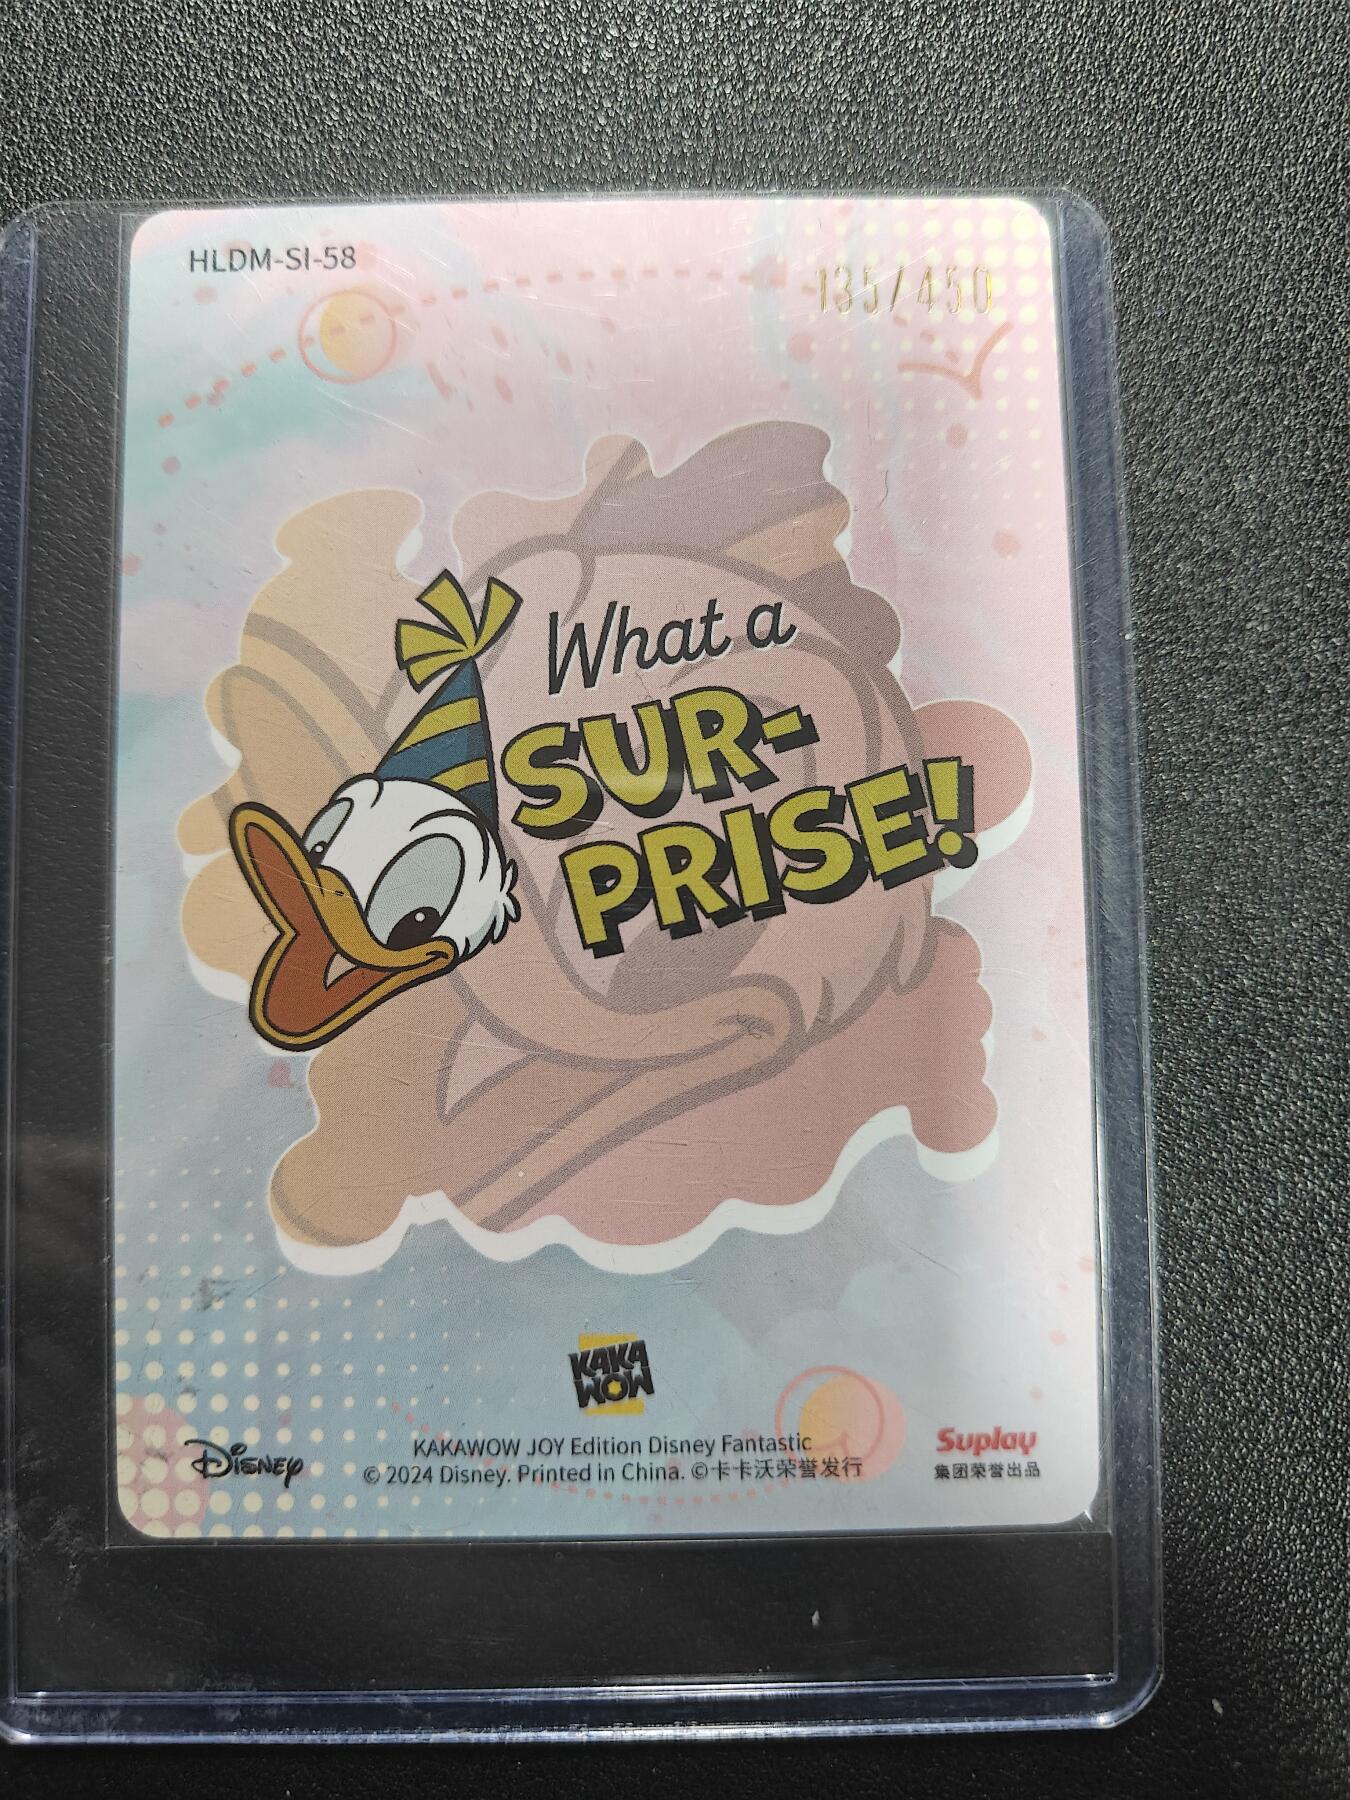 HLDM-SI-58
135/450
What a
SUR-
PRISE!
KAKA
WOW
Disney
KAKAWOW JOY Edition Disney Fantastic
© 2024 Disney. Printed in China. ©卡卡沃荣誉发行
Suplay
集团荣誉出品